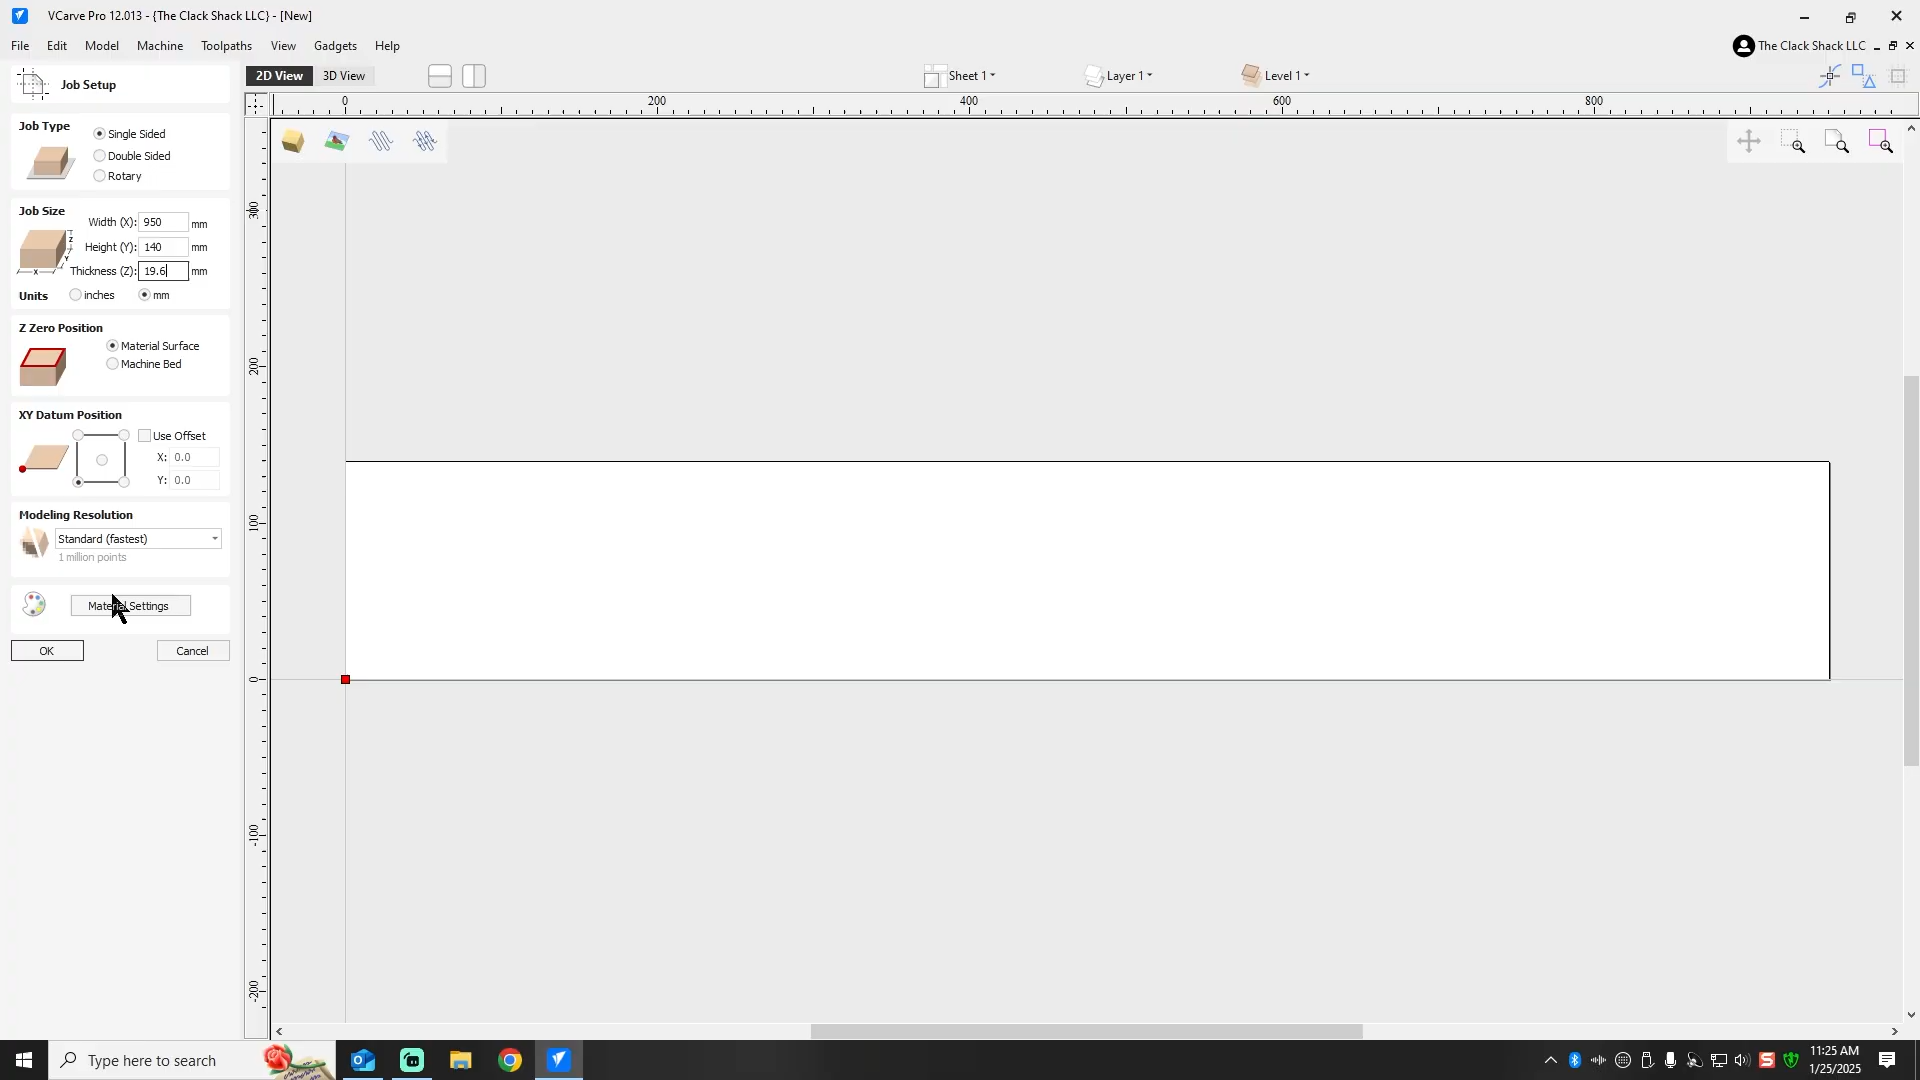 VCarve Pro 12.013 - {The Clack Shack LLC} - [New]
File Edit Model Machine Toolpaths View Gadgets Help
The Clack Shack LLC
Job Setup
2D View 3D View
Sheet 1
Layer 1
Level 1
0 200 400 600 800
Job Type
Single Sided
Double Sided
Rotary
Job Size
Width (X): 950 mm
Height (Y): 140 mm
Thickness (Z): 19.6 mm
Units inches mm
Z Zero Position
Material Surface
Machine Bed
XY Datum Position
Use Offset
X: 0.0
Y: 0.0
Modeling Resolution
Standard (fastest)
1 million points
Material Settings
OK Cancel
300
200
100
0
-100
-200
Z
Y
X
Type here to search
11:25 AM
1/25/2025